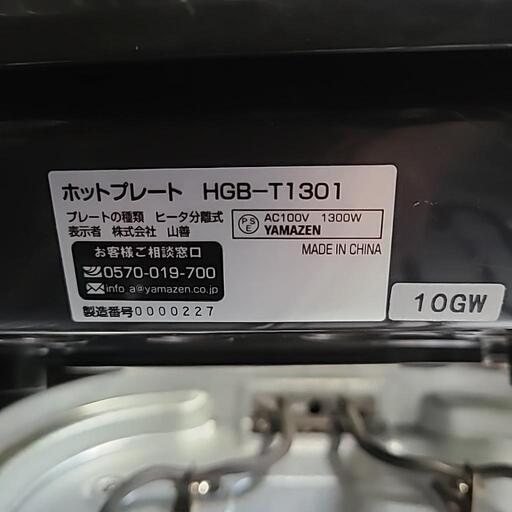 ホットプレート HGB-T1301
プレートの種類 ヒータ分離式
表示者 株式会社 山善
PS E AC100V 1300W
YAMAZEN
MADE IN CHINA
お客様ご相談窓口
0570-019-700
info_a@yamazen.co.jp
製造番号0000227
10GW